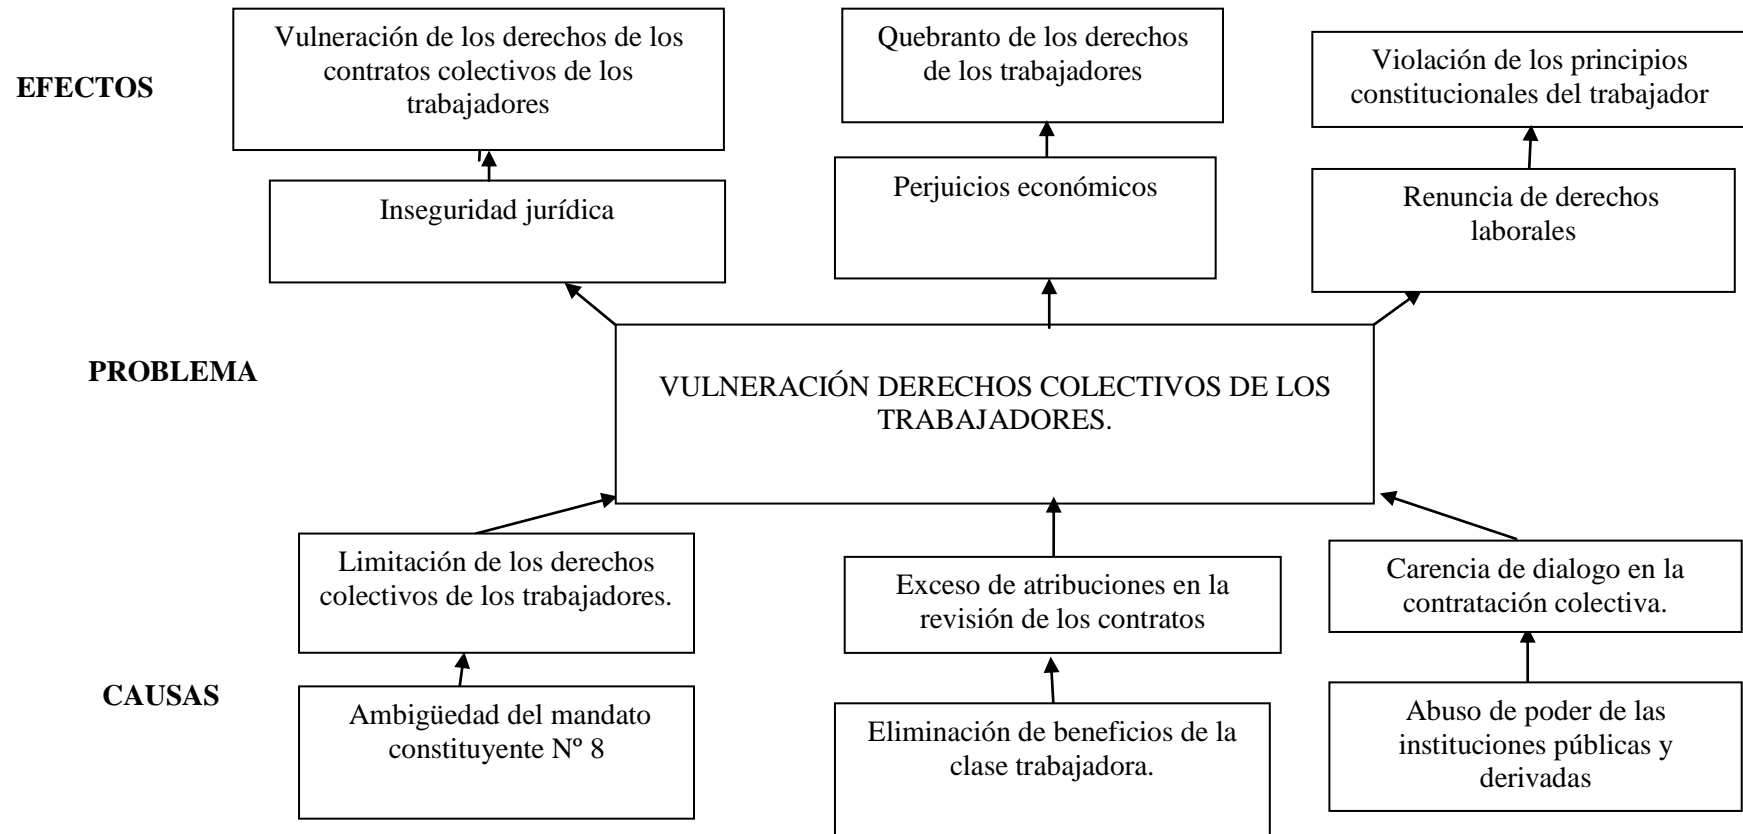 EFECTOS
Vulneración de los derechos de los
contratos colectivos de los
trabajadores
Quebranto de los derechos
de los trabajadores
Violación de los principios
constitucionales del trabajador
Inseguridad jurídica
Perjuicios económicos
Renuncia de derechos
laborales
PROBLEMA
VULNERACIÓN DERECHOS COLECTIVOS DE LOS
TRABAJADORES.
Limitación de los derechos
colectivos de los trabajadores.
Exceso de atribuciones en la
revisión de los contratos
Carencia de dialogo en la
contratación colectiva.
CAUSAS
Ambigüedad del mandato
constituyente Nº 8
Eliminación de beneficios de la
clase trabajadora.
Abuso de poder de las
instituciones públicas y
derivadas